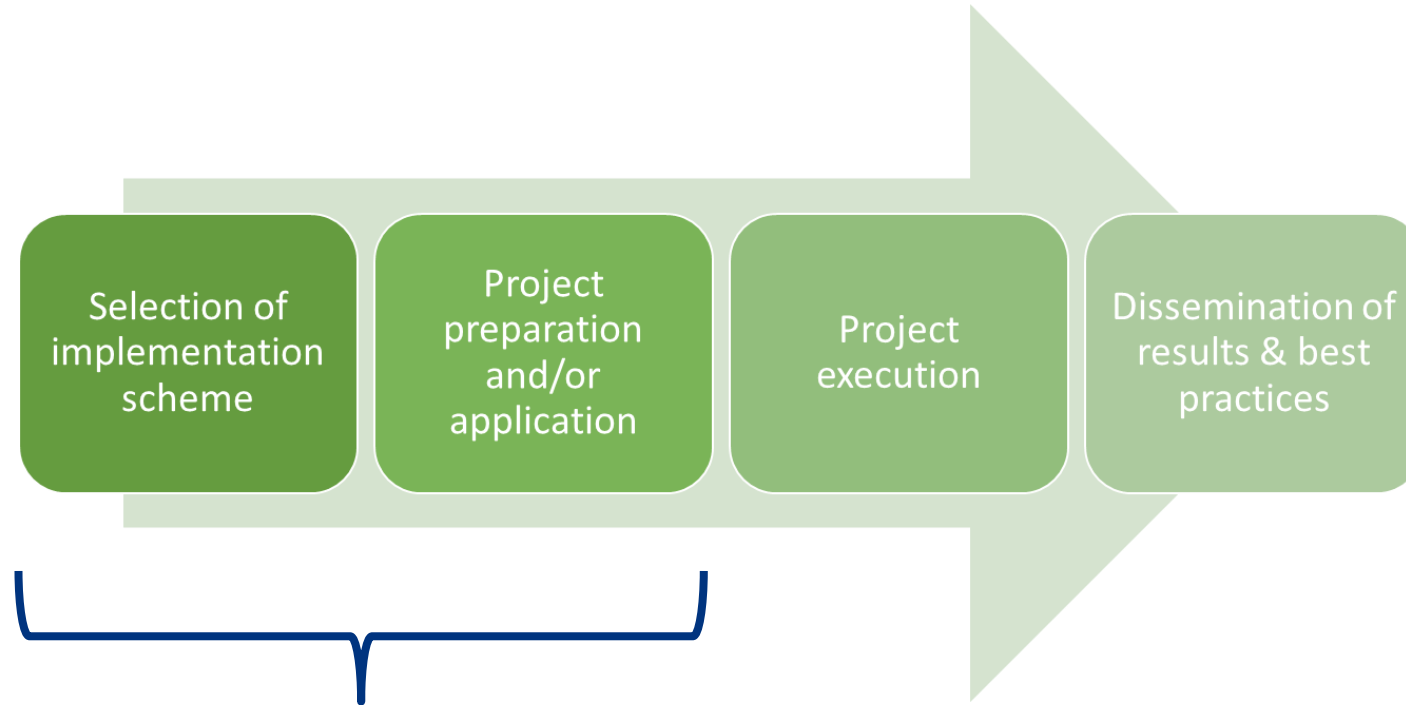 Selection of
implementation
scheme
Project
preparation
and/or
application
Project
execution
Dissemination of
results & best
practices